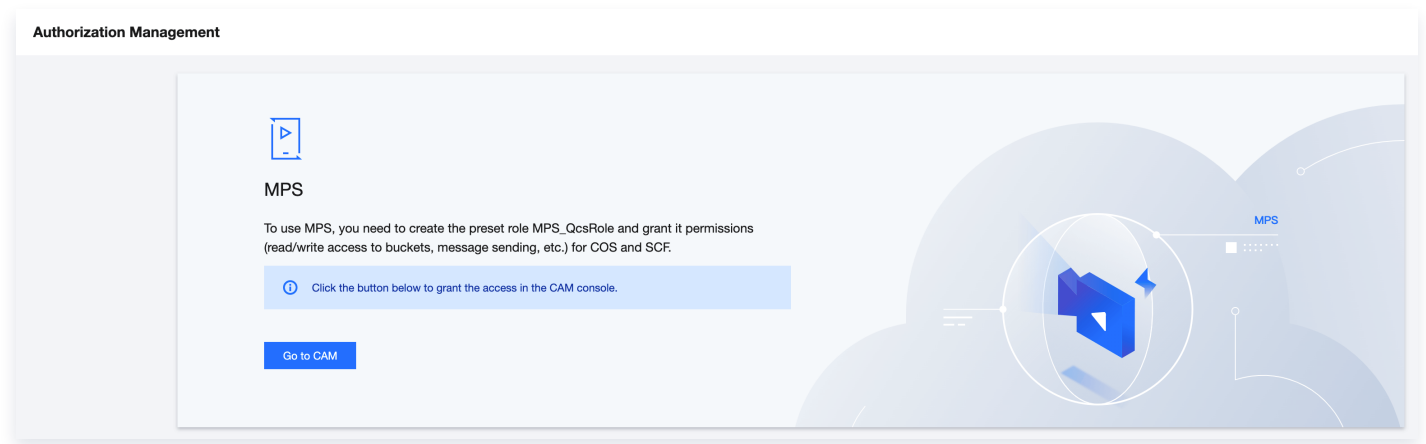 Authorization Management
MPS
To use MPS, you need to create the preset role MPS_QcsRole and grant it permissions
(read/write access to buckets, message sending, etc.) for COS and SCF.
Click the button below to grant the access in the CAM console.
Go to CAM
MPS